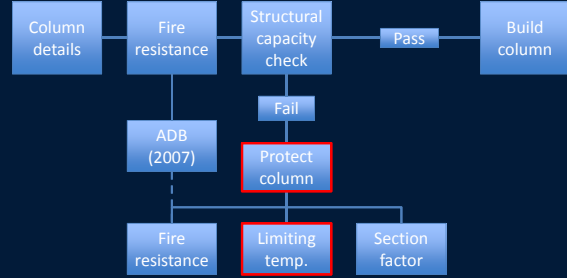 Column
details
Fire
resistance
Structural
capacity
check
Pass
Build
column
Fail
ADB
(2007)
Protect
column
Fire
resistance
Limiting
temp.
Section
factor